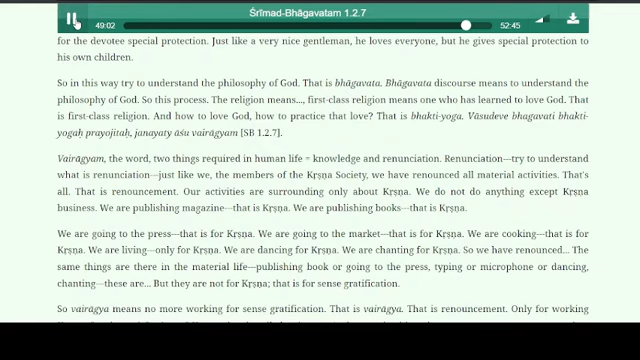 Śrīmad-Bhāgavatam 1.2.7
49:02
52:45
for the devotee special protection. Just like a very nice gentleman, he loves everyone, but he gives special protection to
his own children.
So in this way try to understand the philosophy of God. That is bhāgavata. Bhāgavata discourse means to understand the
philosophy of God. So this process. The religion means..., first-class religion means one who has learned to love God. That
is first-class religion. And how to love God, how to practice that love? That is bhakti-yoga. Vāsudeve bhagavati bhakti-
yogaḥ prayojitaḥ, janayaty āśu vairāgyam [SB 1.2.7].
Vairāgyam, the word, two things required in human life = knowledge and renunciation. Renunciation---try to understand
what is renunciation---just like we, the members of the Kṛṣṇa Society, we have renounced all material activities. That's
all. That is renouncement. Our activities are surrounding only about Kṛṣṇa. We do not do anything except Kṛṣṇa
business. We are publishing magazine---that is Kṛṣṇa. We are publishing books---that is Kṛṣṇa.
We are going to the press---that is for Kṛṣṇa. We are going to the market---that is for Kṛṣṇa. We are cooking---that is for
Kṛṣṇa. We are living---only for Kṛṣṇa. We are dancing for Kṛṣṇa. We are chanting for Kṛṣṇa. So we have renounced... The
same things are there in the material life---publishing book or going to the press, typing or microphone or dancing,
chanting---these are... But they are not for Kṛṣṇa; that is for sense gratification.
So vairāgya means no more working for sense gratification. That is vairāgya. That is renouncement. Only for working